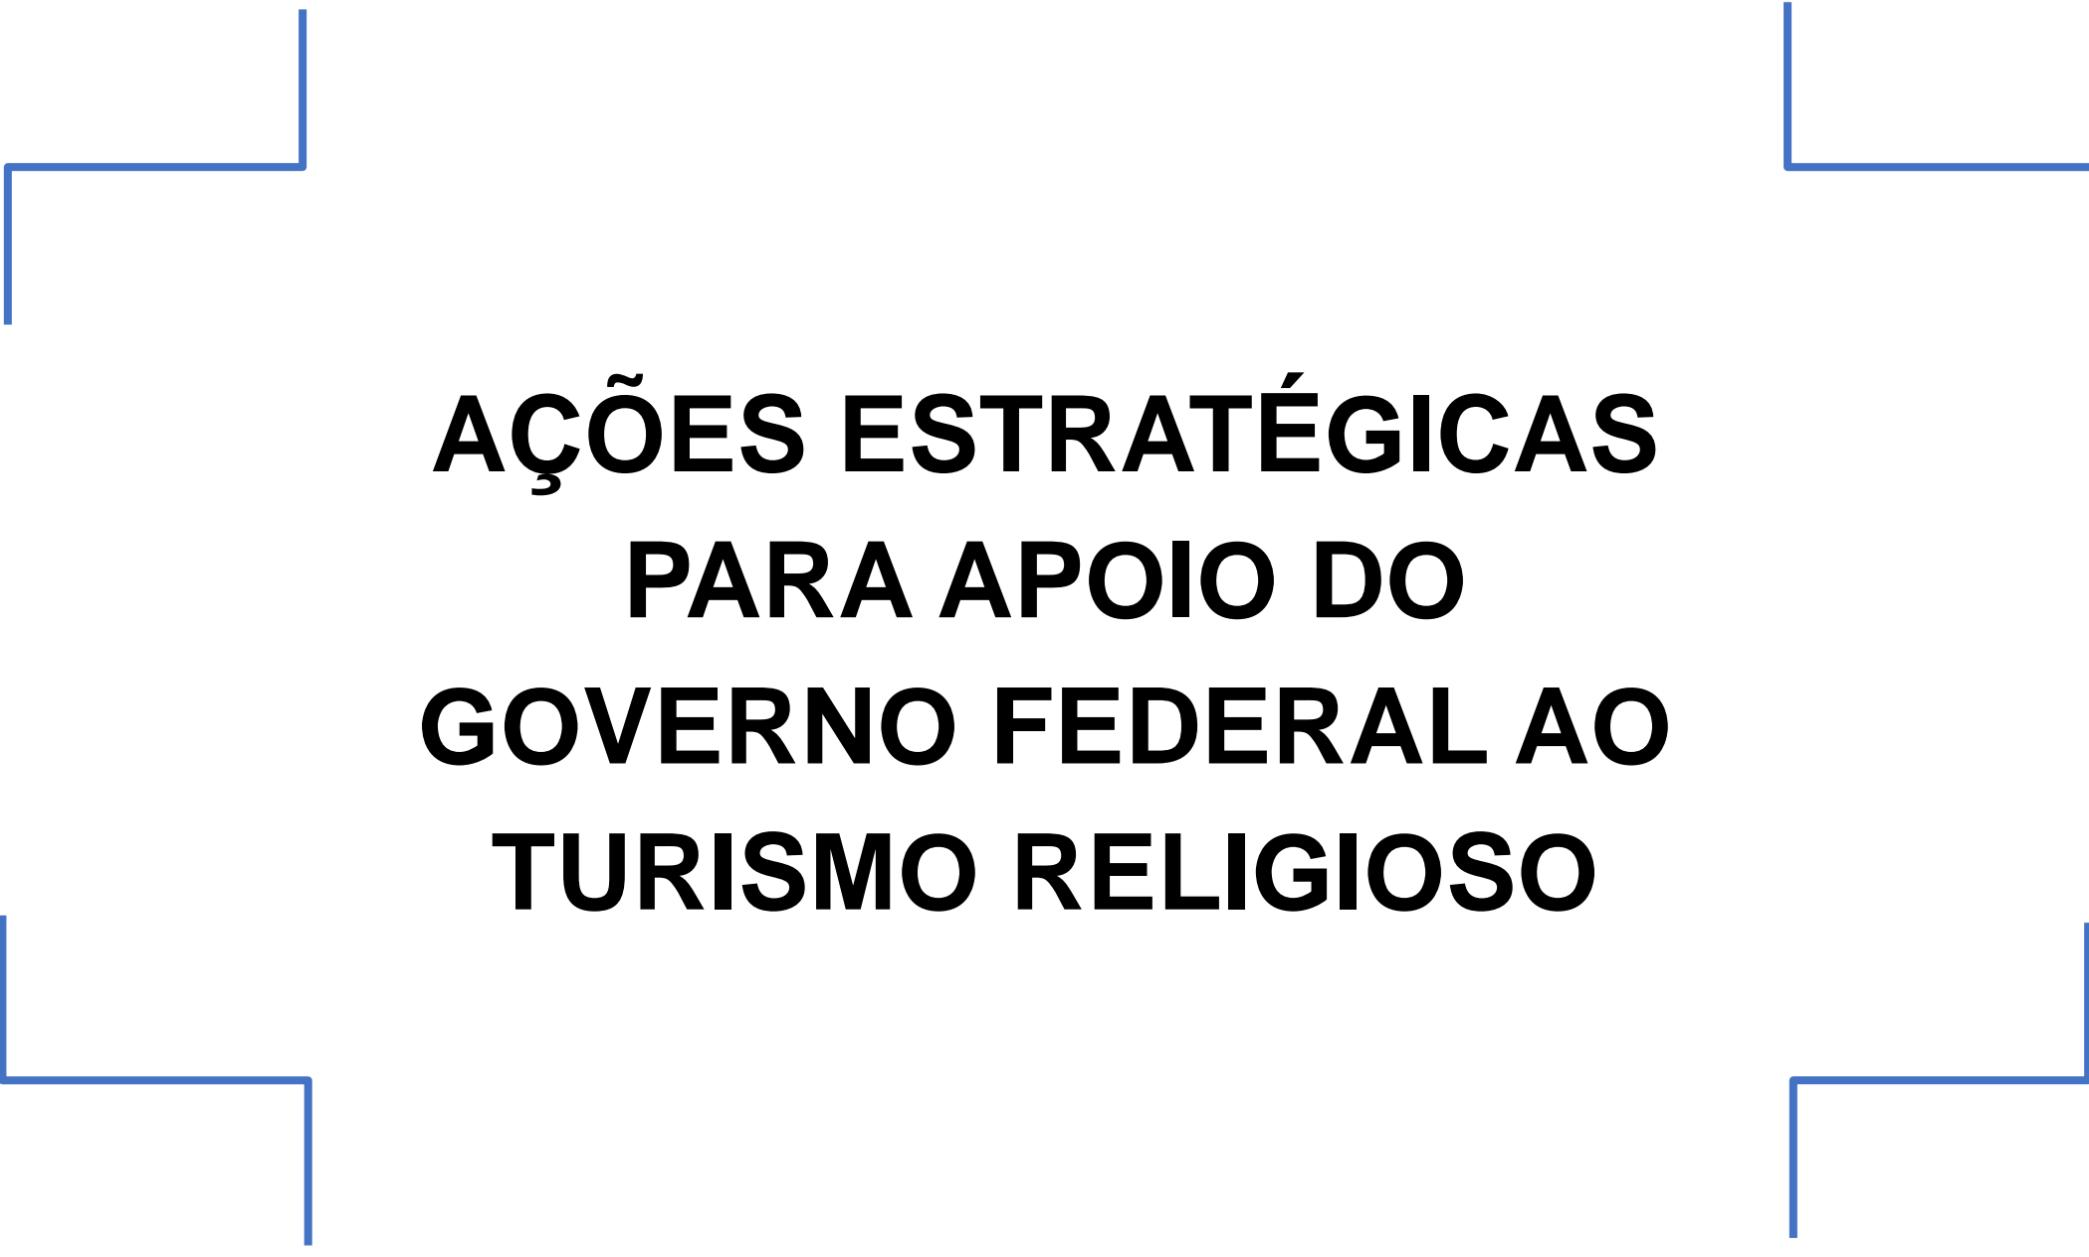 AÇÕES ESTRATÉGICAS
PARA APOIO DO
GOVERNO FEDERAL AO
TURISMO RELIGIOSO